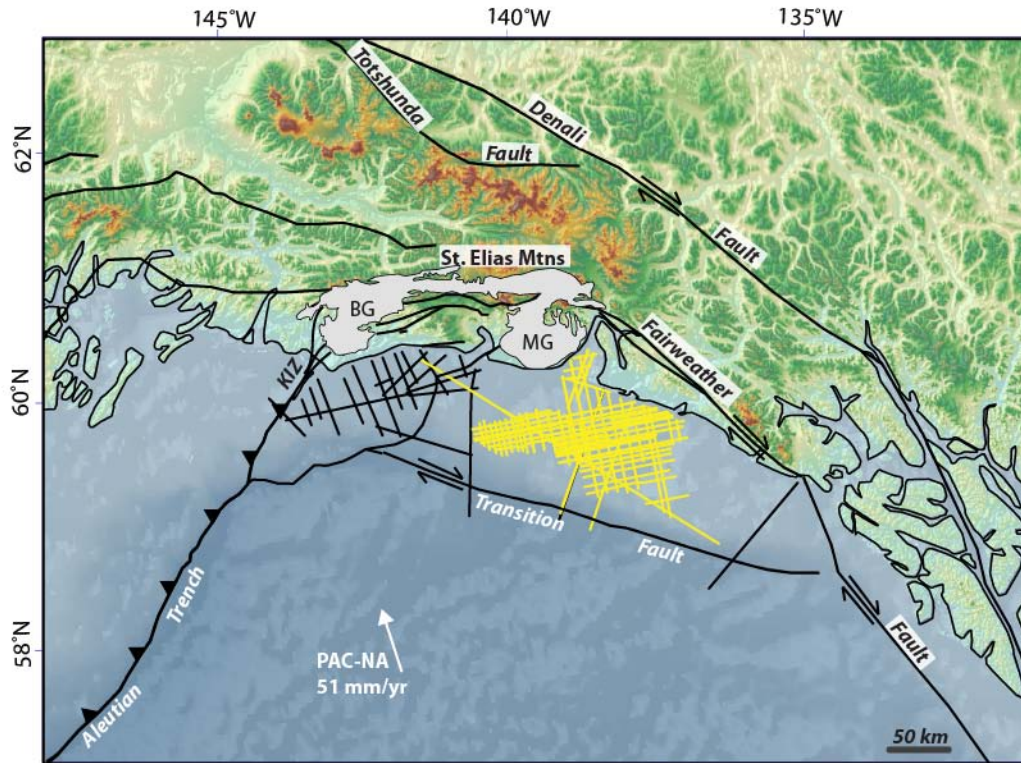 145°W
140°W
135°W
62°N
60°N
58°N
Totshunda
Fault
Denali
Fault
St. Elias Mtns
BG
MG
KIZ
Fairweather
Fault
Transition
Fault
Aleutian
Trench
PAC-NA
51 mm/yr
50 km